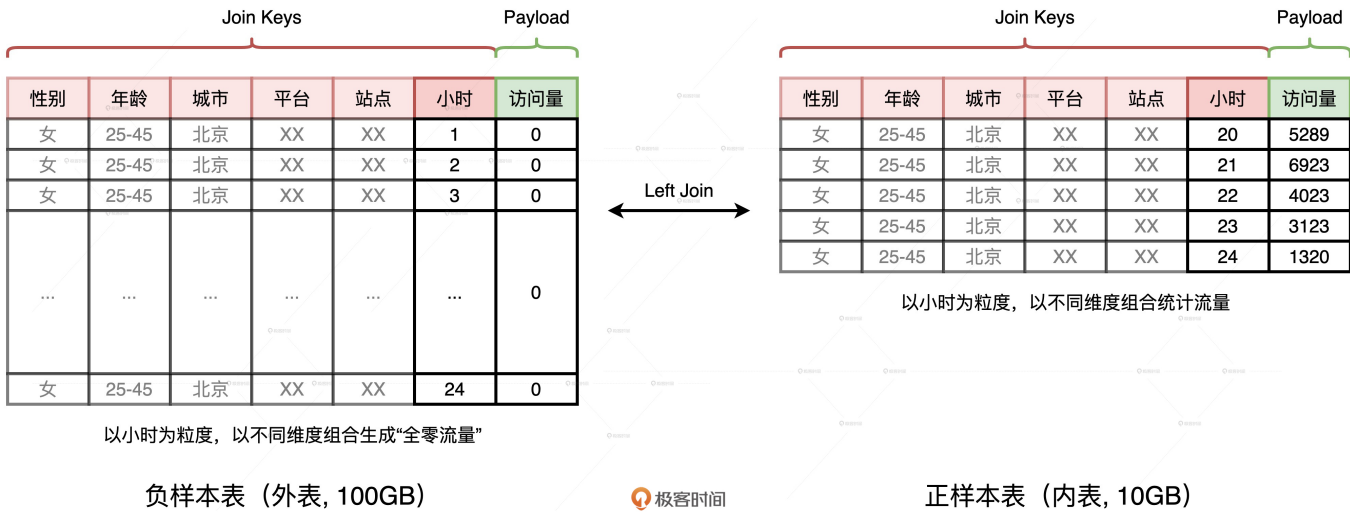 Join Keys Payload
性别 年龄 城市 平台 站点 小时 访问量
女 25-45 北京 XX XX 1 0
女 25-45 北京 XX XX 2 0
女 25-45 北京 XX XX 3 0
... ... ... ... ... ... 0
女 25-45 北京 XX XX 24 0
以小时为粒度，以不同维度组合生成“全零流量”
负样本表（外表, 100GB）
Left Join
Join Keys Payload
性别 年龄 城市 平台 站点 小时 访问量
女 25-45 北京 XX XX 20 5289
女 25-45 北京 XX XX 21 6923
女 25-45 北京 XX XX 22 4023
女 25-45 北京 XX XX 23 3123
女 25-45 北京 XX XX 24 1320
以小时为粒度，以不同维度组合统计流量
正样本表（内表, 10GB）
极客时间